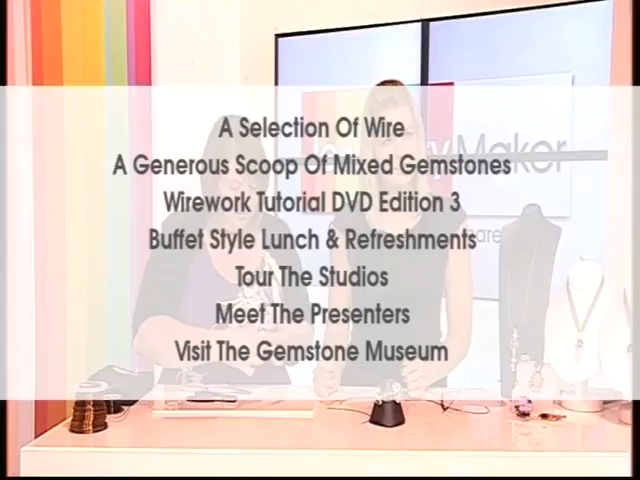 A Selection Of Wire
A Generous Scoop Of Mixed Gemstones
Wirework Tutorial DVD Edition 3
Buffet Style Lunch & Refreshments
Tour The Studios
Meet The Presenters
Visit The Gemstone Museum
Maker